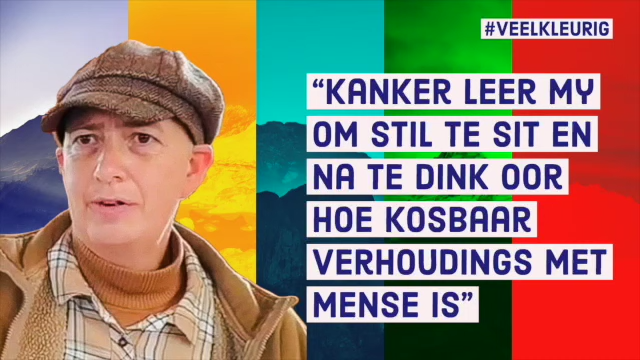 #VEELKLEURIG
“KANKER LEER MY
OM STIL TE SIT EN
NA TE DINK OOR
HOE KOSBAAR
VERHOUDINGS MET
MENSE IS”